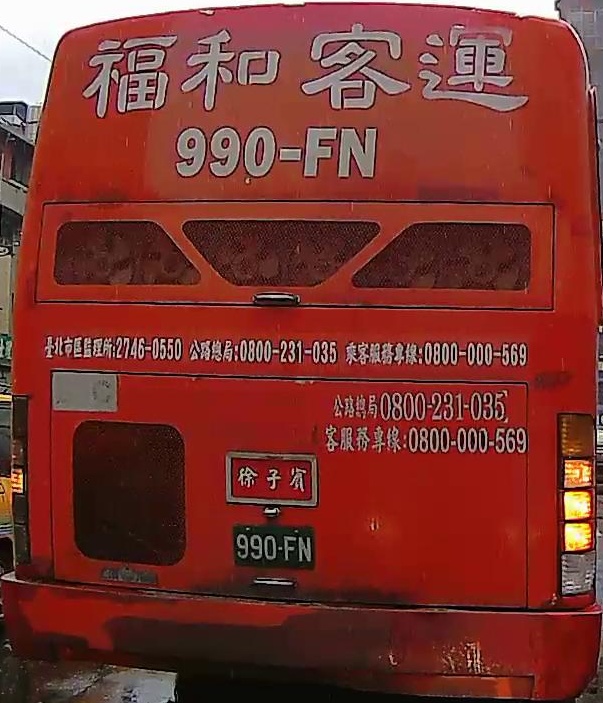 福和客運
990-FN
臺北市區監理所:2746-0550 公路總局:0800-231-035 乘客服務專線:0800-000-569
公路總局0800-231-035
客服務專線:0800-000-569
徐子賓
990-FN